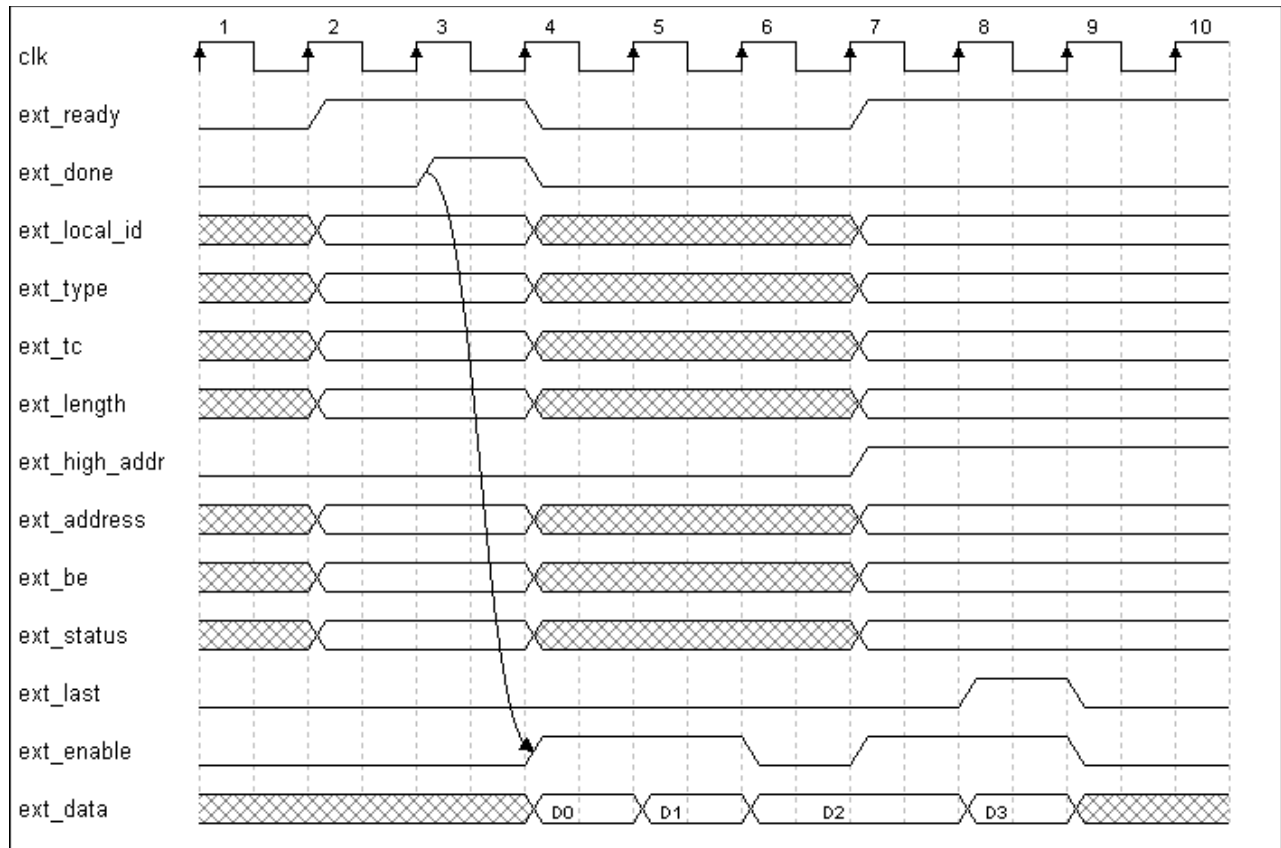 1 2 3 4 5 6 7 8 9 10
clk
ext_ready
ext_done
ext_local_id
ext_type
ext_tc
ext_length
ext_high_addr
ext_address
ext_be
ext_status
ext_last
ext_enable
ext_data D0 D1 D2 D3